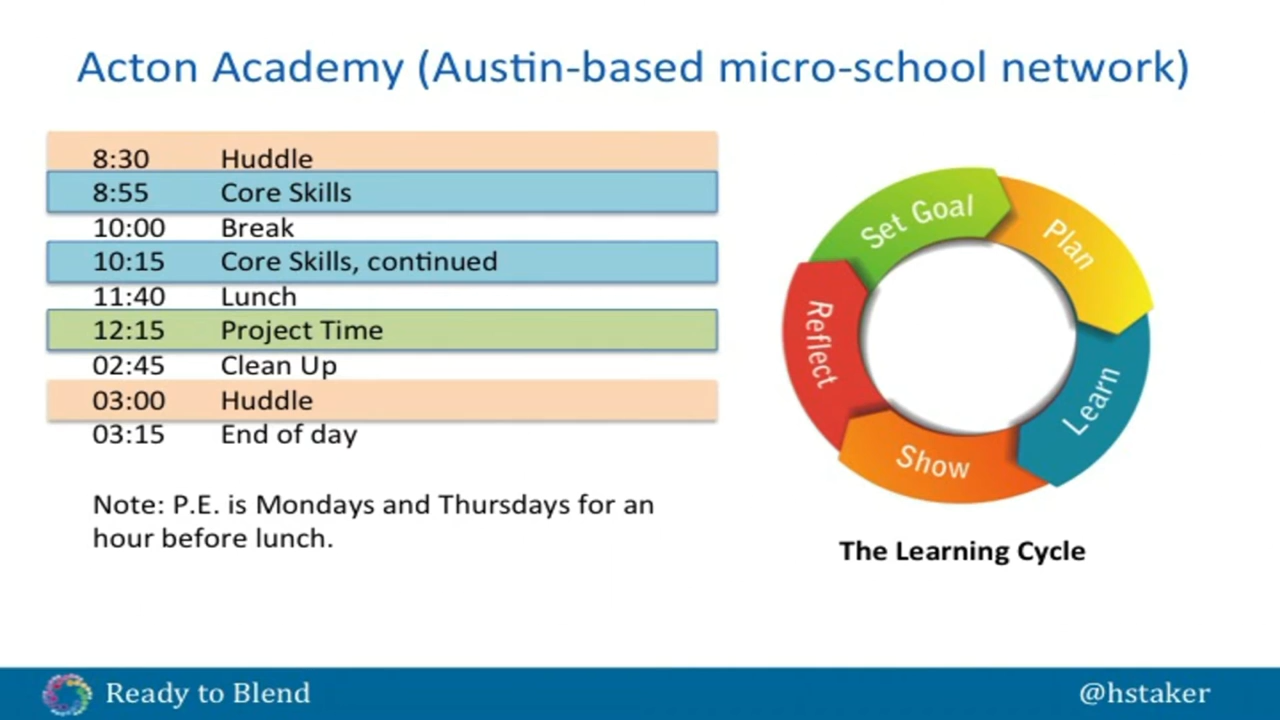 Acton Academy (Austin-based micro-school network)
8:30 Huddle
8:55 Core Skills
10:00 Break
10:15 Core Skills, continued
11:40 Lunch
12:15 Project Time
02:45 Clean Up
03:00 Huddle
03:15 End of day
Note: P.E. is Mondays and Thursdays for an
hour before lunch.
Set Goal
Plan
Learn
Show
Reflect
The Learning Cycle
Ready to Blend
@hstaker